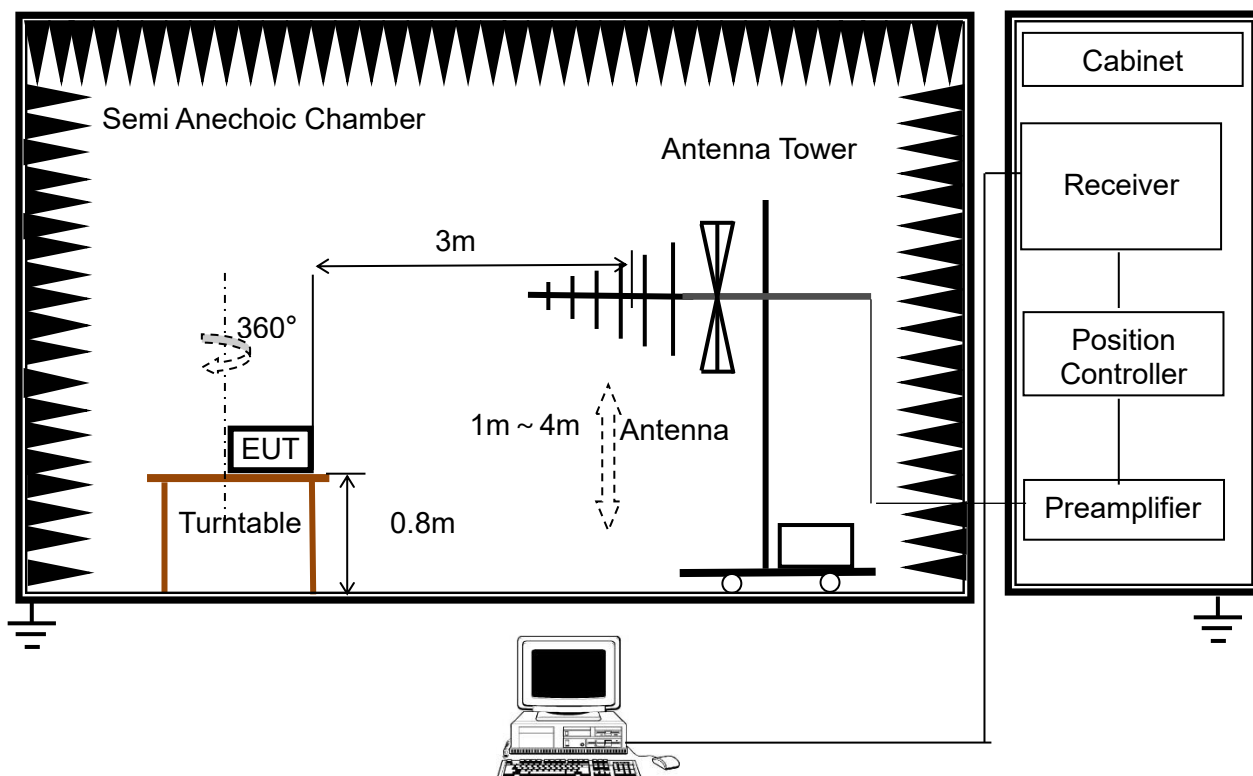 Cabinet
Semi Anechoic Chamber
Antenna Tower
Receiver
3m
360°
Position
Controller
1m ~ 4m
Antenna
EUT
Turntable
0.8m
Preamplifier